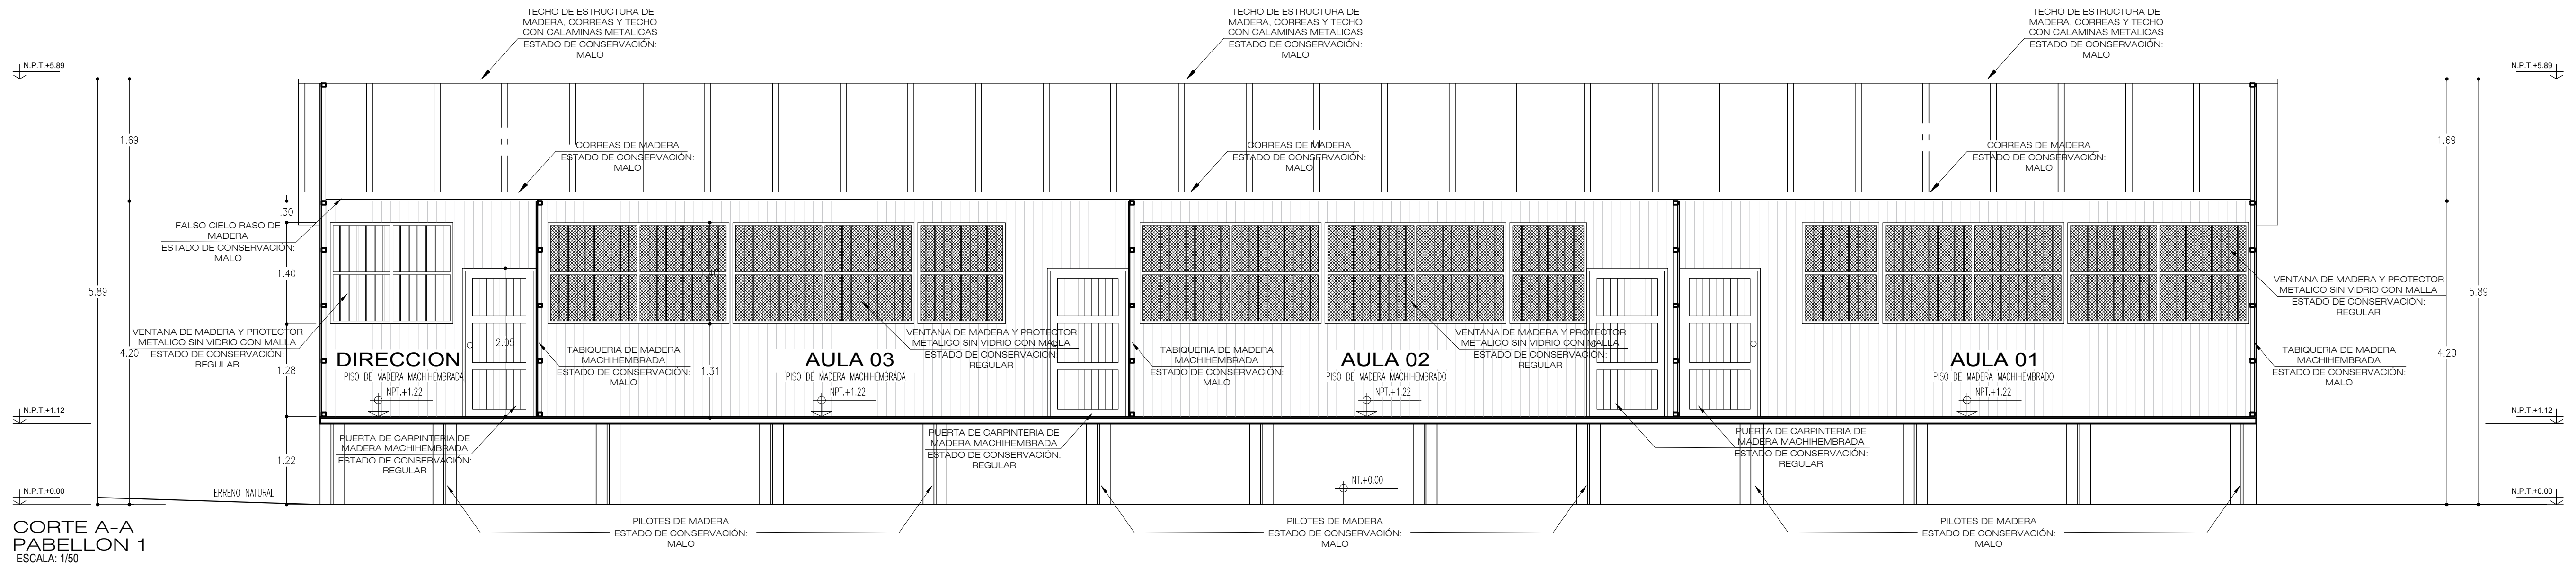 TECHO DE ESTRUCTURA DE
MADERA, CORREAS Y TECHO
CON CALAMINAS METALICAS
ESTADO DE CONSERVACIÓN:
MALO
TECHO DE ESTRUCTURA DE
MADERA, CORREAS Y TECHO
CON CALAMINAS METALICAS
ESTADO DE CONSERVACIÓN:
MALO
TECHO DE ESTRUCTURA DE
MADERA, CORREAS Y TECHO
CON CALAMINAS METALICAS
ESTADO DE CONSERVACIÓN:
MALO
N.P.T.+5.89
N.P.T.+5.89
1.69
1.69
CORREAS DE MADERA
ESTADO DE CONSERVACIÓN:
MALO
CORREAS DE MADERA
ESTADO DE CONSERVACIÓN:
MALO
CORREAS DE MADERA
ESTADO DE CONSERVACIÓN:
MALO
.30
FALSO CIELO RASO DE
MADERA
ESTADO DE CONSERVACIÓN:
MALO
1.40
5.89
5.89
VENTANA DE MADERA Y PROTECTOR
METALICO SIN VIDRIO CON MALLA
ESTADO DE CONSERVACIÓN:
REGULAR
VENTANA DE MADERA Y PROTECTOR
METALICO SIN VIDRIO CON MALLA
ESTADO DE CONSERVACIÓN:
REGULAR
VENTANA DE MADERA Y PROTECTOR
METALICO SIN VIDRIO CON MALLA
ESTADO DE CONSERVACIÓN:
REGULAR
VENTANA DE MADERA Y PROTECTOR
METALICO SIN VIDRIO CON MALLA
ESTADO DE CONSERVACIÓN:
REGULAR
4.20
4.20
2.05
1.28
1.31
DIRECCION
PISO DE MADERA MACHIHEMBRADA
NPT.+1.22
TABIQUERIA DE MADERA
MACHIHEMBRADA
ESTADO DE CONSERVACIÓN:
MALO
AULA 03
PISO DE MADERA MACHIHEMBRADA
NPT.+1.22
TABIQUERIA DE MADERA
MACHIHEMBRADA
ESTADO DE CONSERVACIÓN:
MALO
AULA 02
PISO DE MADERA MACHIHEMBRADO
NPT.+1.22
AULA 01
PISO DE MADERA MACHIHEMBRADO
NPT.+1.22
TABIQUERIA DE MADERA
MACHIHEMBRADA
ESTADO DE CONSERVACIÓN:
MALO
N.P.T.+1.12
N.P.T.+1.12
PUERTA DE CARPINTERIA DE
MADERA MACHIHEMBRADA
ESTADO DE CONSERVACIÓN:
REGULAR
PUERTA DE CARPINTERIA DE
MADERA MACHIHEMBRADA
ESTADO DE CONSERVACIÓN:
REGULAR
PUERTA DE CARPINTERIA DE
MADERA MACHIHEMBRADA
ESTADO DE CONSERVACIÓN:
REGULAR
1.22
NT.+0.00
N.P.T.+0.00
TERRENO NATURAL
N.P.T.+0.00
PILOTES DE MADERA
ESTADO DE CONSERVACIÓN:
MALO
PILOTES DE MADERA
ESTADO DE CONSERVACIÓN:
MALO
PILOTES DE MADERA
ESTADO DE CONSERVACIÓN:
MALO
CORTE A-A
PABELLON 1
ESCALA: 1/50